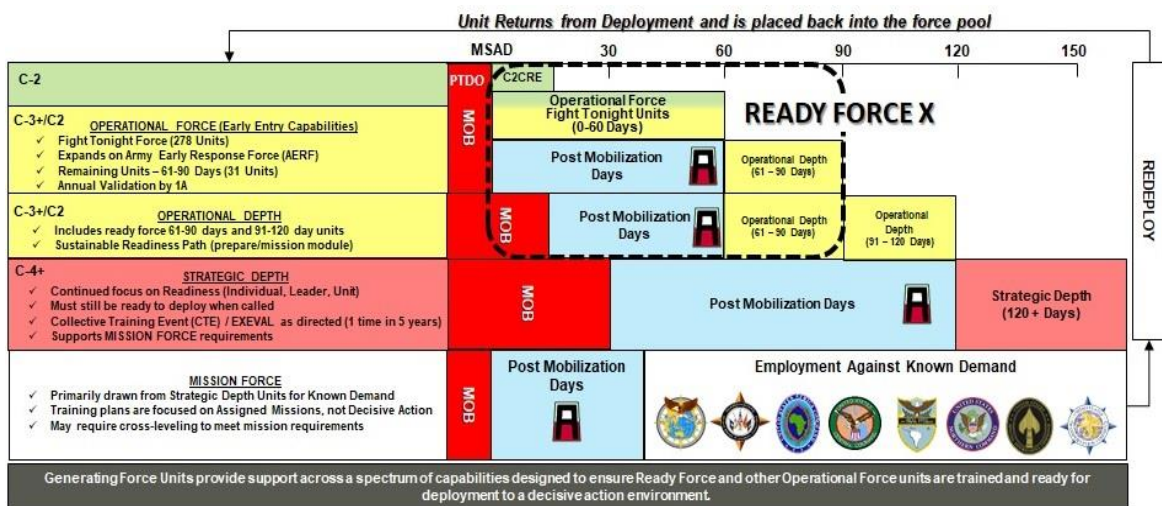 Unit Returns from Deployment and is placed back into the force pool
MSAD 30 60 90 120 150
C-2
PTDO
C2CRE
MOB
Operational Force
Fight Tonight Units
(0-60 Days)
READY FORCE X
C-3+/C2
OPERATIONAL FORCE (Early Entry Capabilities)
✓ Fight Tonight Force (278 Units)
✓ Expands on Army Early Response Force (AERF)
✓ Remaining Units – 61-90 Days (31 Units)
✓ Annual Validation by 1A
Post Mobilization
Days
Operational Depth
(61 – 90 Days)
REDEPLOY
C-3+/C2
OPERATIONAL DEPTH
✓ Includes ready force 61-90 days and 91-120 day units
✓ Sustainable Readiness Path (prepare/mission module)
MOB
Post Mobilization
Days
Operational Depth
(61 – 90 Days)
Operational
Depth
(91 – 120 Days)
C-4+
STRATEGIC DEPTH
✓ Continued focus on Readiness (Individual, Leader, Unit)
✓ Must still be ready to deploy when called
✓ Collective Training Event (CTE) / EXEVAL as directed (1 time in 5 years)
✓ Supports MISSION FORCE requirements
MOB
Post Mobilization Days
Strategic Depth
(120 + Days)
MISSION FORCE
✓ Primarily drawn from Strategic Depth Units for Known Demand
✓ Training plans are focused on Assigned Missions, not Decisive Action
✓ May require cross-leveling to meet mission requirements
MOB
Post Mobilization
Days
Employment Against Known Demand
Generating Force Units provide support across a spectrum of capabilities designed to ensure Ready Force and other Operational Force units are trained and ready for
deployment to a decisive action environment.